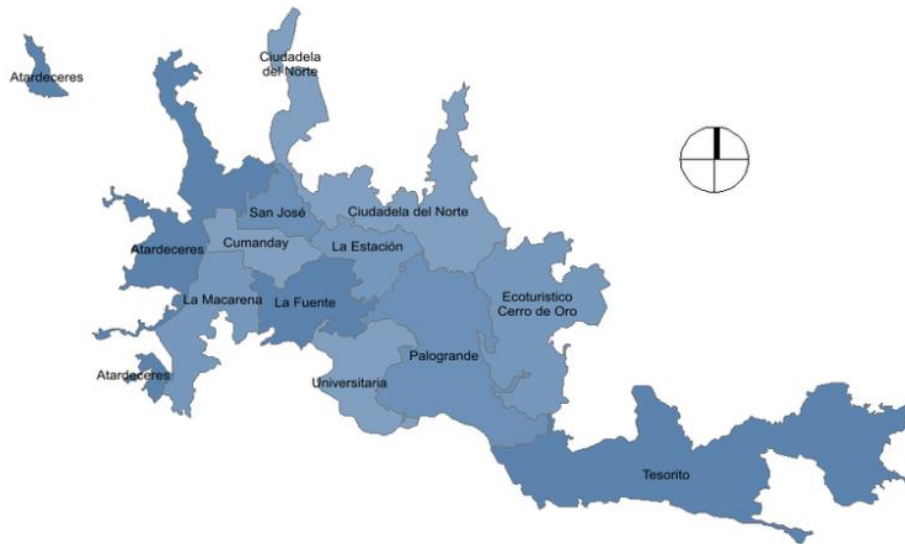 Ciudadela
del Norte
Atardeceres
San José
Ciudadela del Norte
Cumanday
La Estación
Atardeceres
La Macarena
La Fuente
Ecoturistico
Cerro de Oro
Palogrande
Atardeceres
Universitaria
Tesorito